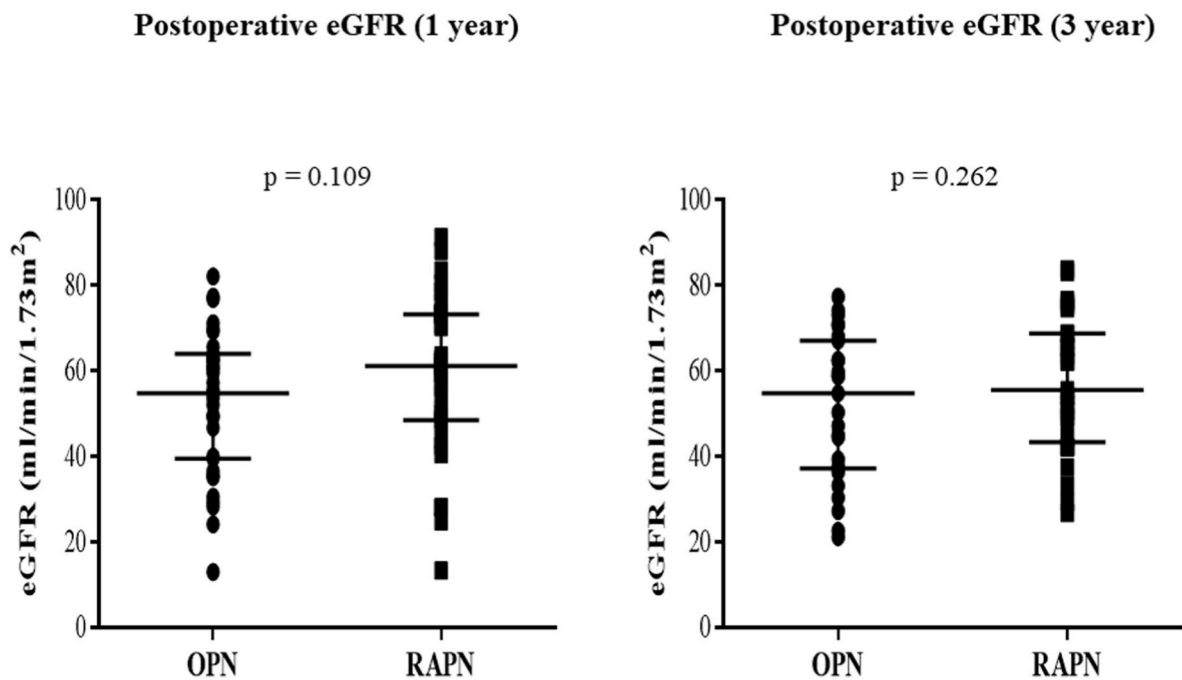 Postoperative eGFR (1 year)
p = 0.109
eGFR (ml/min/1.73m²)
100
80
60
40
20
0
OPN
RAPN
Postoperative eGFR (3 year)
p = 0.262
eGFR (ml/min/1.73m²)
100
80
60
40
20
0
OPN
RAPN